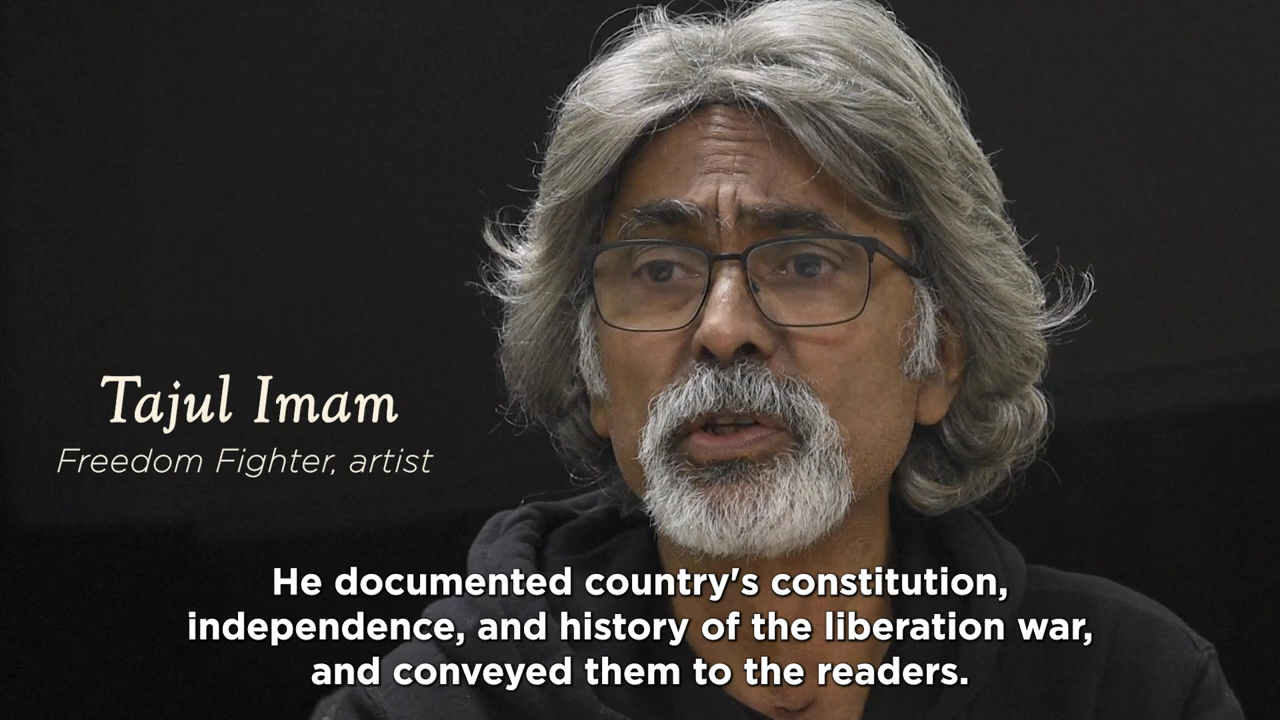 Tajul Imam
Freedom Fighter, artist
He documented country's constitution,
independence, and history of the liberation war,
and conveyed them to the readers.